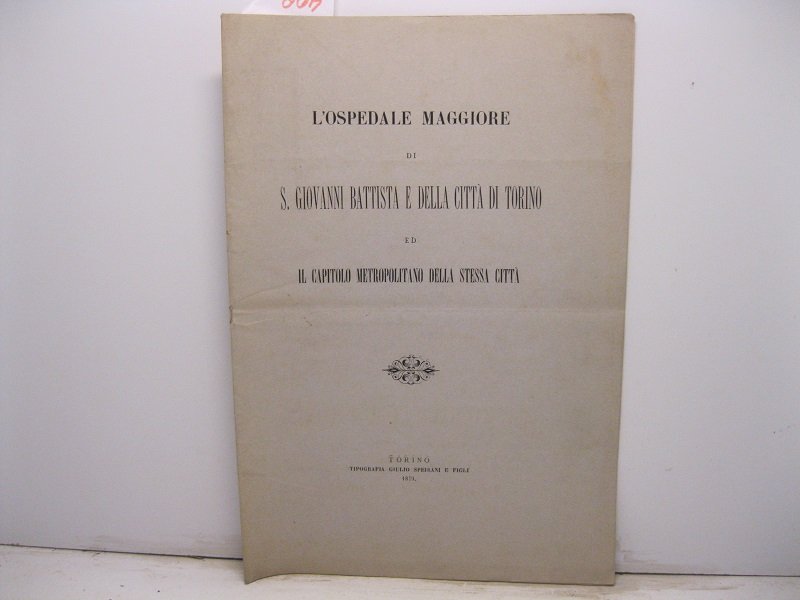 L'OSPEDALE MAGGIORE
DI
S. GIOVANNI BATTISTA E DELLA CITTÀ DI TORINO
ED
IL CAPITOLO METROPOLITANO DELLA STESSA CITTÀ
TORINO
TIPOGRAFIA GIULIO SPEIRANI E FIGLI